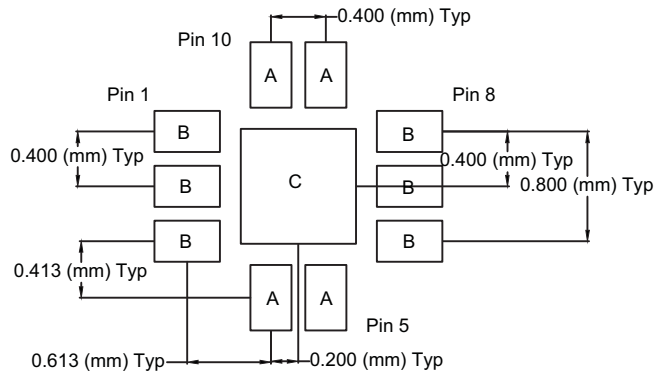 0.400 (mm) Typ
Pin 10
A A
Pin 1
Pin 8
B B
0.400 (mm) Typ
0.400 (mm) Typ
C
B B
0.800 (mm) Typ
B B
0.413 (mm) Typ
A A
Pin 5
0.613 (mm) Typ
0.200 (mm) Typ